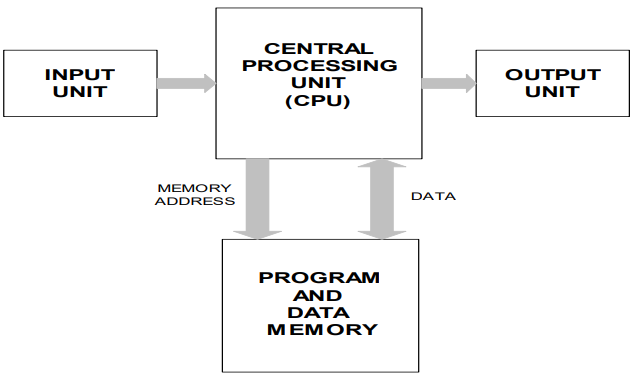 CENTRAL
PROCESSING
UNIT
(CPU)
INPUT
UNIT
OUTPUT
UNIT
MEMORY
ADDRESS
DATA
PROGRAM
AND
DATA
MEMORY